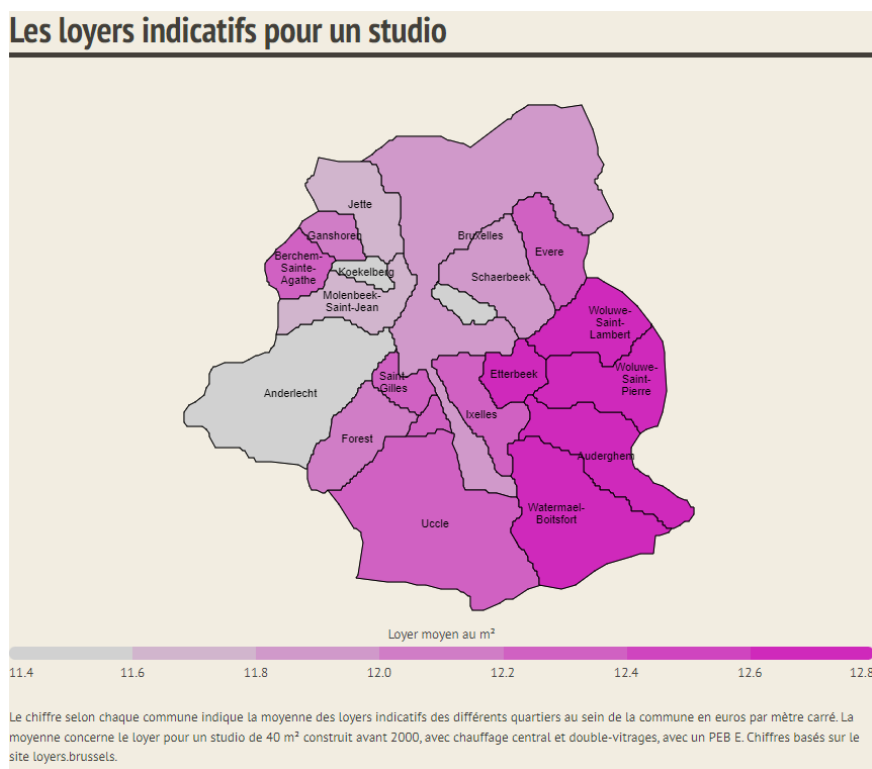 Les loyers indicatifs pour un studio
Jette
Ganshoren
Bruxelles
Evere
Berchem-
Sainte-
Agathe
Koekelberg
Schaerbeek
Molenbeek-
Saint-Jean
Woluwe-
Saint-
Lambert
Etterbeek
Woluwe-
Saint-
Pierre
Anderlecht
Saint-
Gilles
Ixelles
Forest
Auderghem
Uccle
Watermael-
Boitsfort
Loyer moyen au m²
11.4 11.6 11.8 12.0 12.2 12.4 12.6 12.8
Le chiffre selon chaque commune indique la moyenne des loyers indicatifs des différents quartiers au sein de la commune en euros par mètre carré. La
moyenne concerne le loyer pour un studio de 40 m² construit avant 2000, avec chauffage central et double-vitrages, avec un PEB E. Chiffres basés sur le
site loyers.brussels.